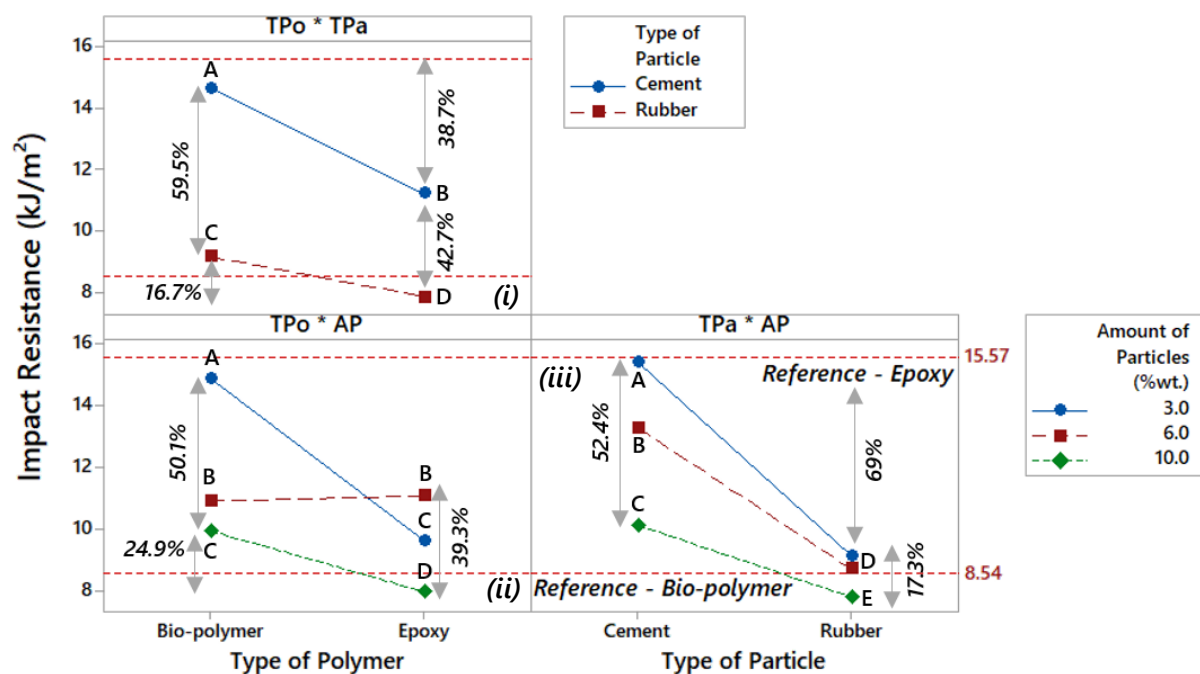 TPo * TPa
Type of
Particle
Cement
Rubber
Impact Resistance (kJ/m²)
16
14
12
10
8
A
B
C
D
59.5%
38.7%
42.7%
16.7%
(i)
TPo * AP
TPa * AP
16
14
12
10
8
A
B
B
C
C
D
50.1%
24.9%
39.3%
(ii)
(iii)
A
B
C
D
E
52.4%
69%
17.3%
Reference - Epoxy
Reference - Bio-polymer
15.57
8.54
Amount of
Particles
(%wt.)
3.0
6.0
10.0
Bio-polymer
Epoxy
Cement
Rubber
Type of Polymer
Type of Particle